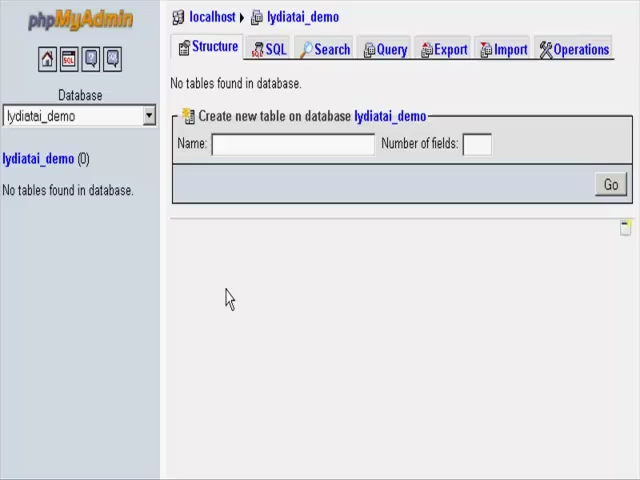 phpMyAdmin
Database
lydiatai_demo
lydiatai_demo (0)
No tables found in database.
localhost lydiatai_demo
Structure SQL Search Query Export Import Operations
No tables found in database.
Create new table on database lydiatai_demo
Name: Number of fields:
Go